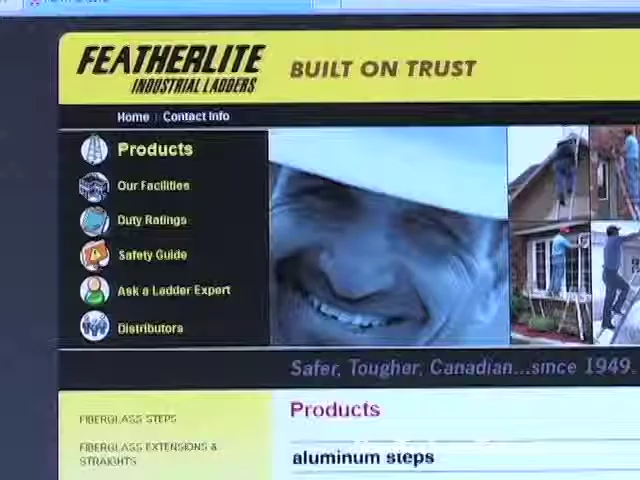 FEATHERLITE
INDUSTRIAL LADDERS
BUILT ON TRUST
Home | Contact Info
Products
Our Facilities
Duty Ratings
Safety Guide
Ask a Ladder Expert
Distributors
Safer, Tougher, Canadian...since 1949.
FIBERGLASS STEPS
FIBERGLASS EXTENSIONS &
STRAIGHTS
Products
aluminum steps